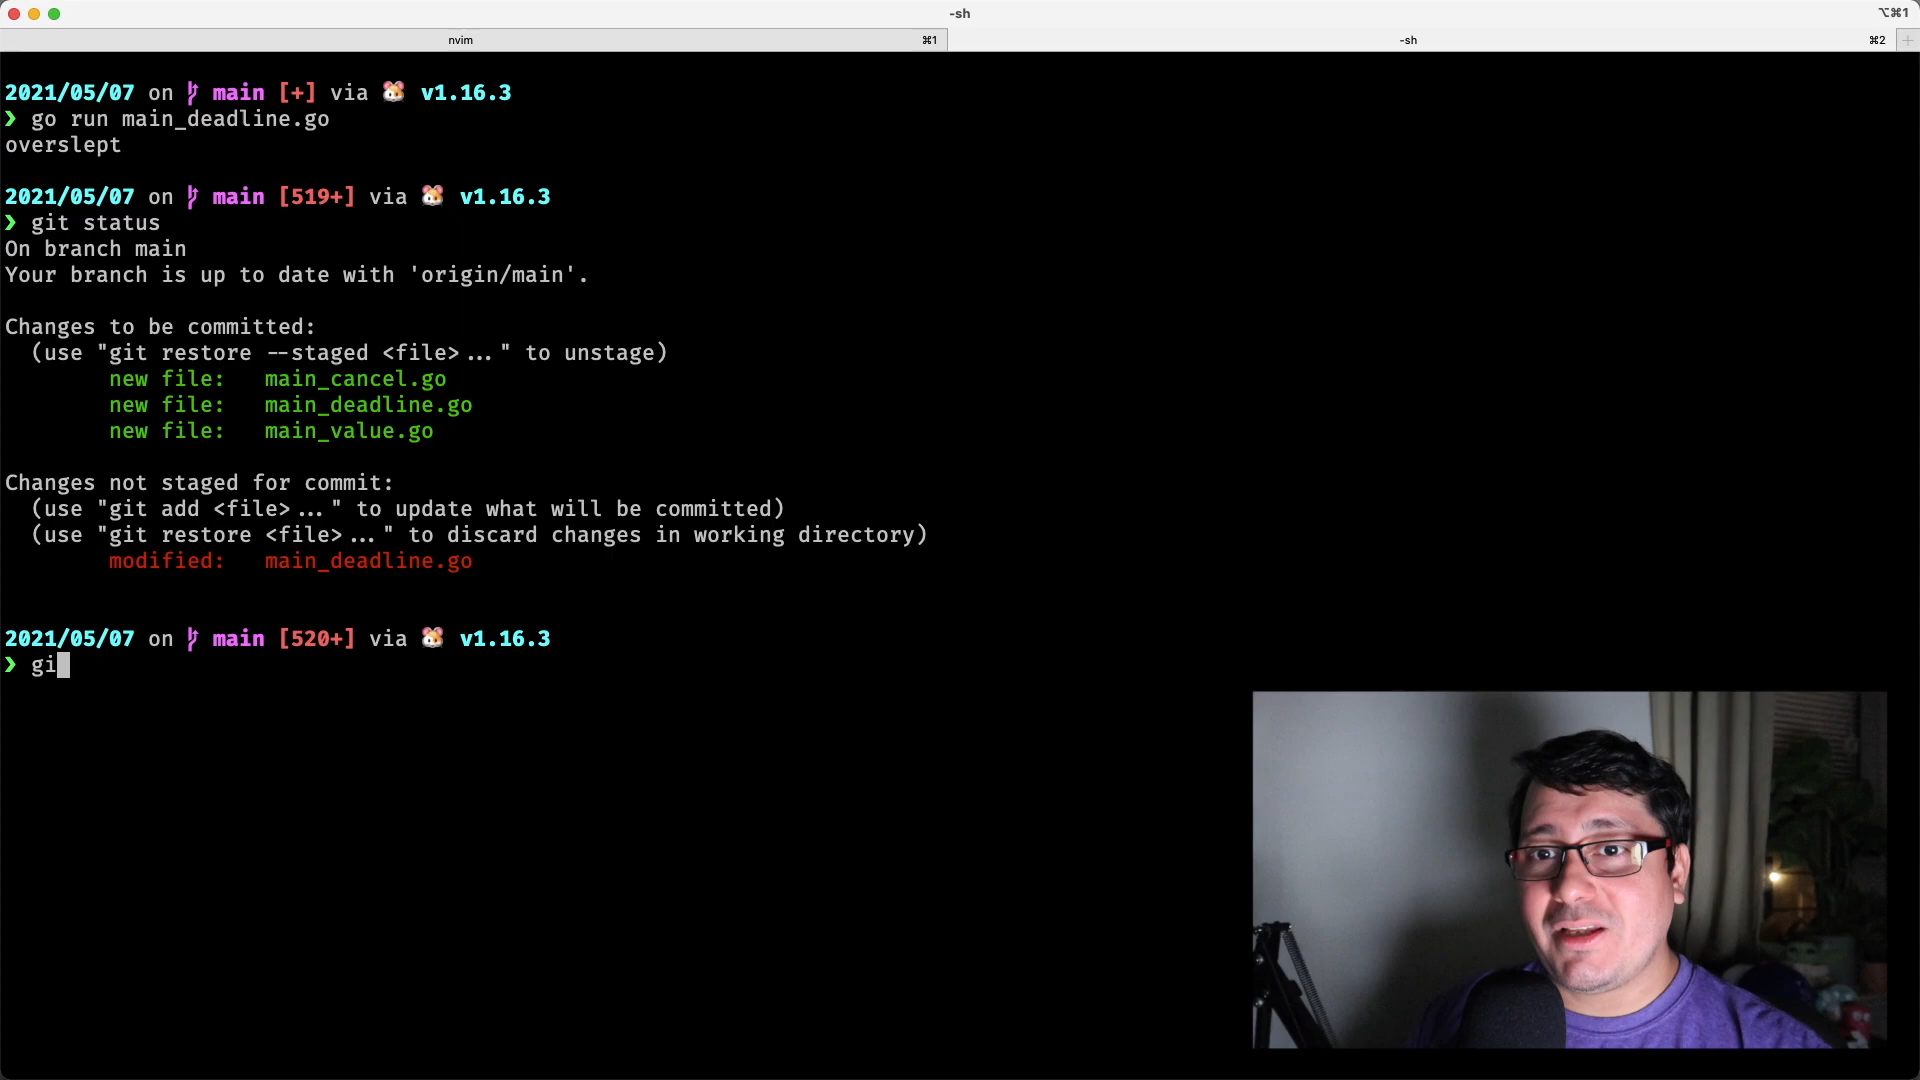 -sh
⌥⌘1
nvim ⌘1 -sh ⌘2
2021/05/07 on main [+] via 🐹 v1.16.3
❯ go run main_deadline.go
overslept
2021/05/07 on main [519+] via 🐹 v1.16.3
❯ git status
On branch main
Your branch is up to date with 'origin/main'.
Changes to be committed:
(use "git restore --staged <file>..." to unstage)
new file: main_cancel.go
new file: main_deadline.go
new file: main_value.go
Changes not staged for commit:
(use "git add <file>..." to update what will be committed)
(use "git restore <file>..." to discard changes in working directory)
modified: main_deadline.go
2021/05/07 on main [520+] via 🐹 v1.16.3
❯ gi